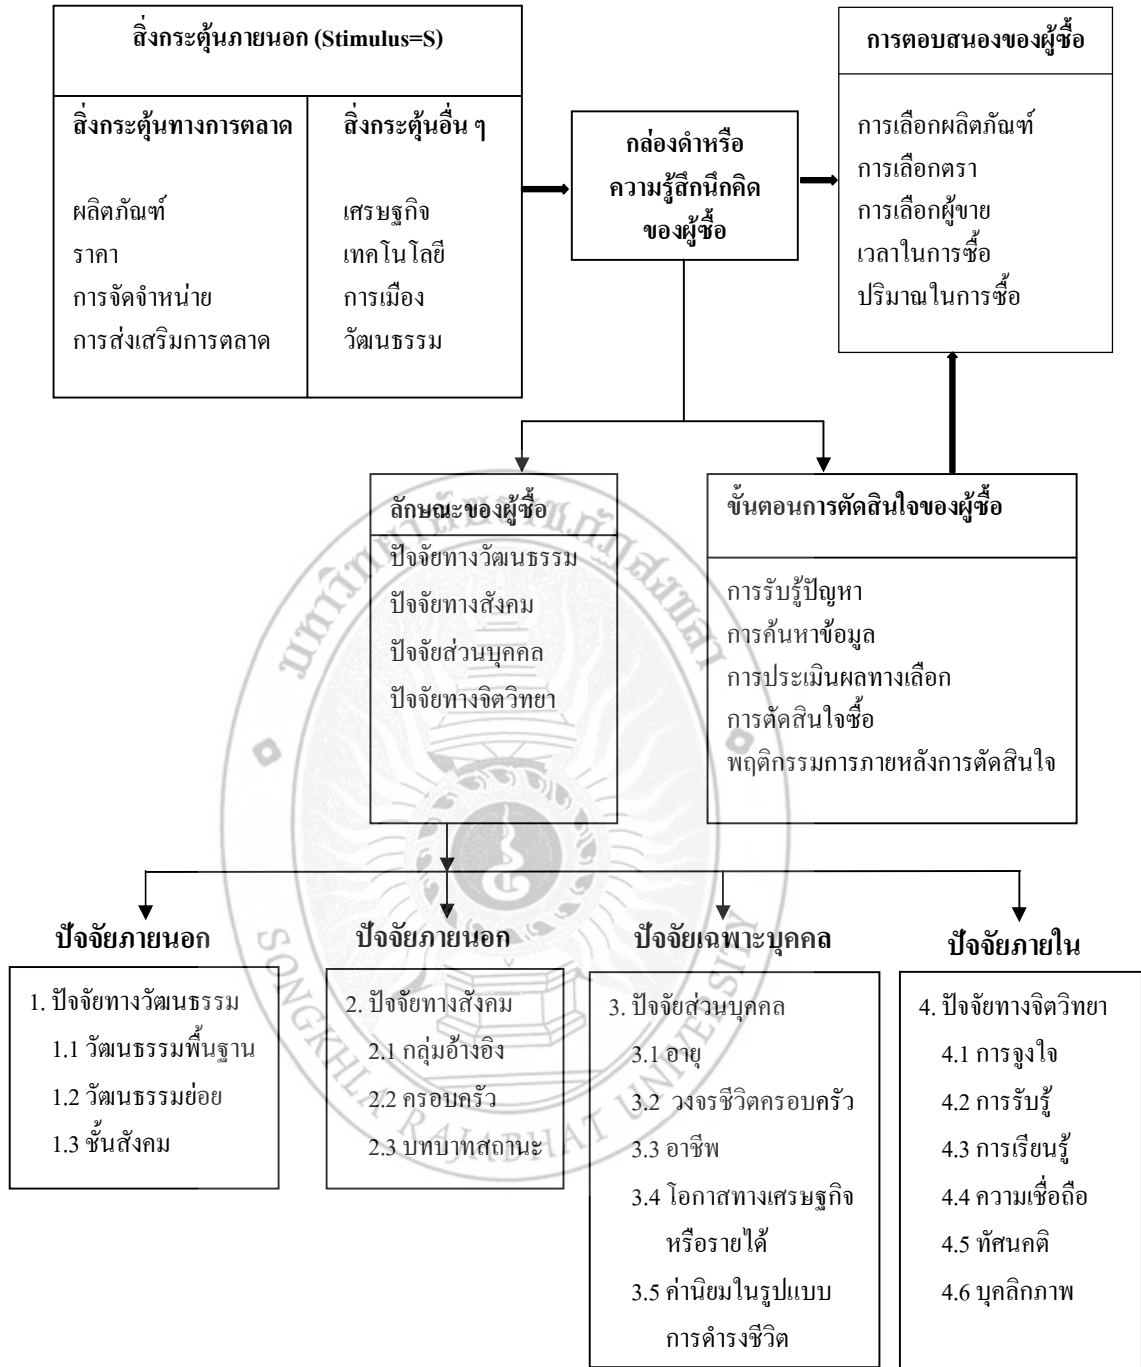 สิ่งกระตุ้นภายนอก (Stimulus=S)
สิ่งกระตุ้นทางการตลาด
ผลิตภัณฑ์
ราคา
การจัดจำหน่าย
การส่งเสริมการตลาด
สิ่งกระตุ้นอื่น ๆ
เศรษฐกิจ
เทคโนโลยี
การเมือง
วัฒนธรรม
กล่องดำหรือ
ความรู้สึกนึกคิด
ของผู้ซื้อ
การตอบสนองของผู้ซื้อ
การเลือกผลิตภัณฑ์
การเลือกตรา
การเลือกผู้ขาย
เวลาในการซื้อ
ปริมาณในการซื้อ
ลักษณะของผู้ซื้อ
ปัจจัยทางวัฒนธรรม
ปัจจัยทางสังคม
ปัจจัยส่วนบุคคล
ปัจจัยทางจิตวิทยา
ขั้นตอนการตัดสินใจของผู้ซื้อ
การรับรู้ปัญหา
การค้นหาข้อมูล
การประเมินผลทางเลือก
การตัดสินใจซื้อ
พฤติกรรมการภายหลังการตัดสินใจ
มหาวิทยาลัยราชภัฏสงขลา
SONGKHLA RAJABHAT UNIVERSITY
ปัจจัยภายนอก
1. ปัจจัยทางวัฒนธรรม
1.1 วัฒนธรรมพื้นฐาน
1.2 วัฒนธรรมย่อย
1.3 ชั้นสังคม
ปัจจัยภายนอก
2. ปัจจัยทางสังคม
2.1 กลุ่มอ้างอิง
2.2 ครอบครัว
2.3 บทบาทสถานะ
ปัจจัยเฉพาะบุคคล
3. ปัจจัยส่วนบุคคล
3.1 อายุ
3.2 วงจรชีวิตครอบครัว
3.3 อาชีพ
3.4 โอกาสทางเศรษฐกิจ
หรือรายได้
3.5 ค่านิยมในรูปแบบ
การดำรงชีวิต
ปัจจัยภายใน
4. ปัจจัยทางจิตวิทยา
4.1 การจูงใจ
4.2 การรับรู้
4.3 การเรียนรู้
4.4 ความเชื่อถือ
4.5 ทัศนคติ
4.6 บุคลิกภาพ